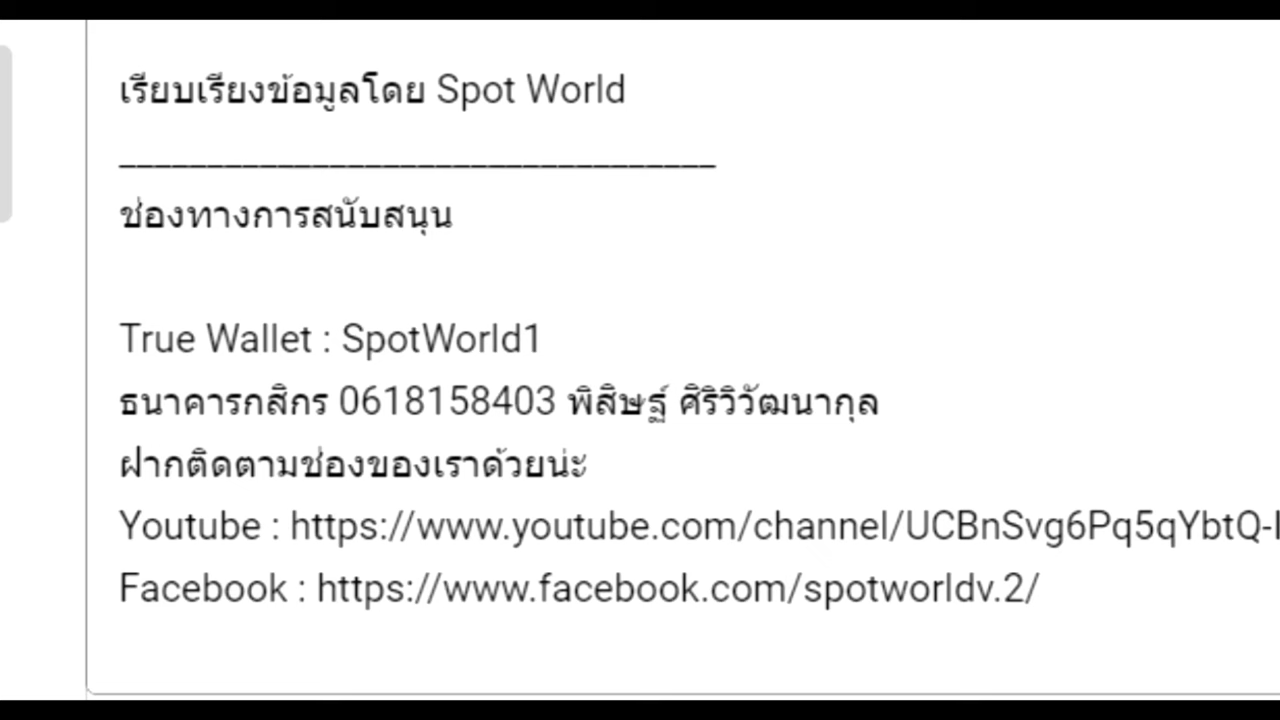 เรียบเรียงข้อมูลโดย Spot World
__________________________________
ช่องทางการสนับสนุน
True Wallet : SpotWorld1
ธนาคารกสิกร 0618158403 พิสิษฐ์ ศิริวิวัฒนากุล
ฝากติดตามช่องของเราด้วยน่ะ
Youtube : https://www.youtube.com/channel/UCBnSvg6Pq5qYbtQ-
Facebook : https://www.facebook.com/spotworldv.2/